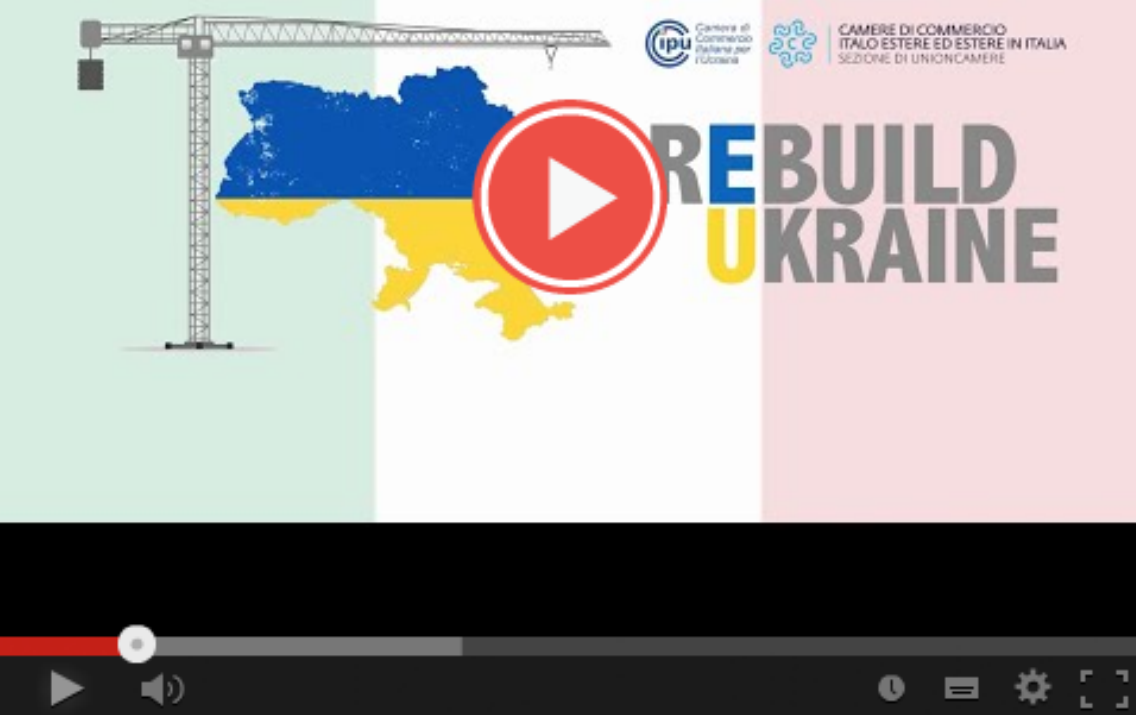 cipu
Camera di
Commercio
Italiana per
l'Ucraina
CAMERE DI COMMERCIO
ITALO ESTERE ED ESTERE IN ITALIA
SEZIONE DI UNIONCAMERE
REBUILD
UKRAINE